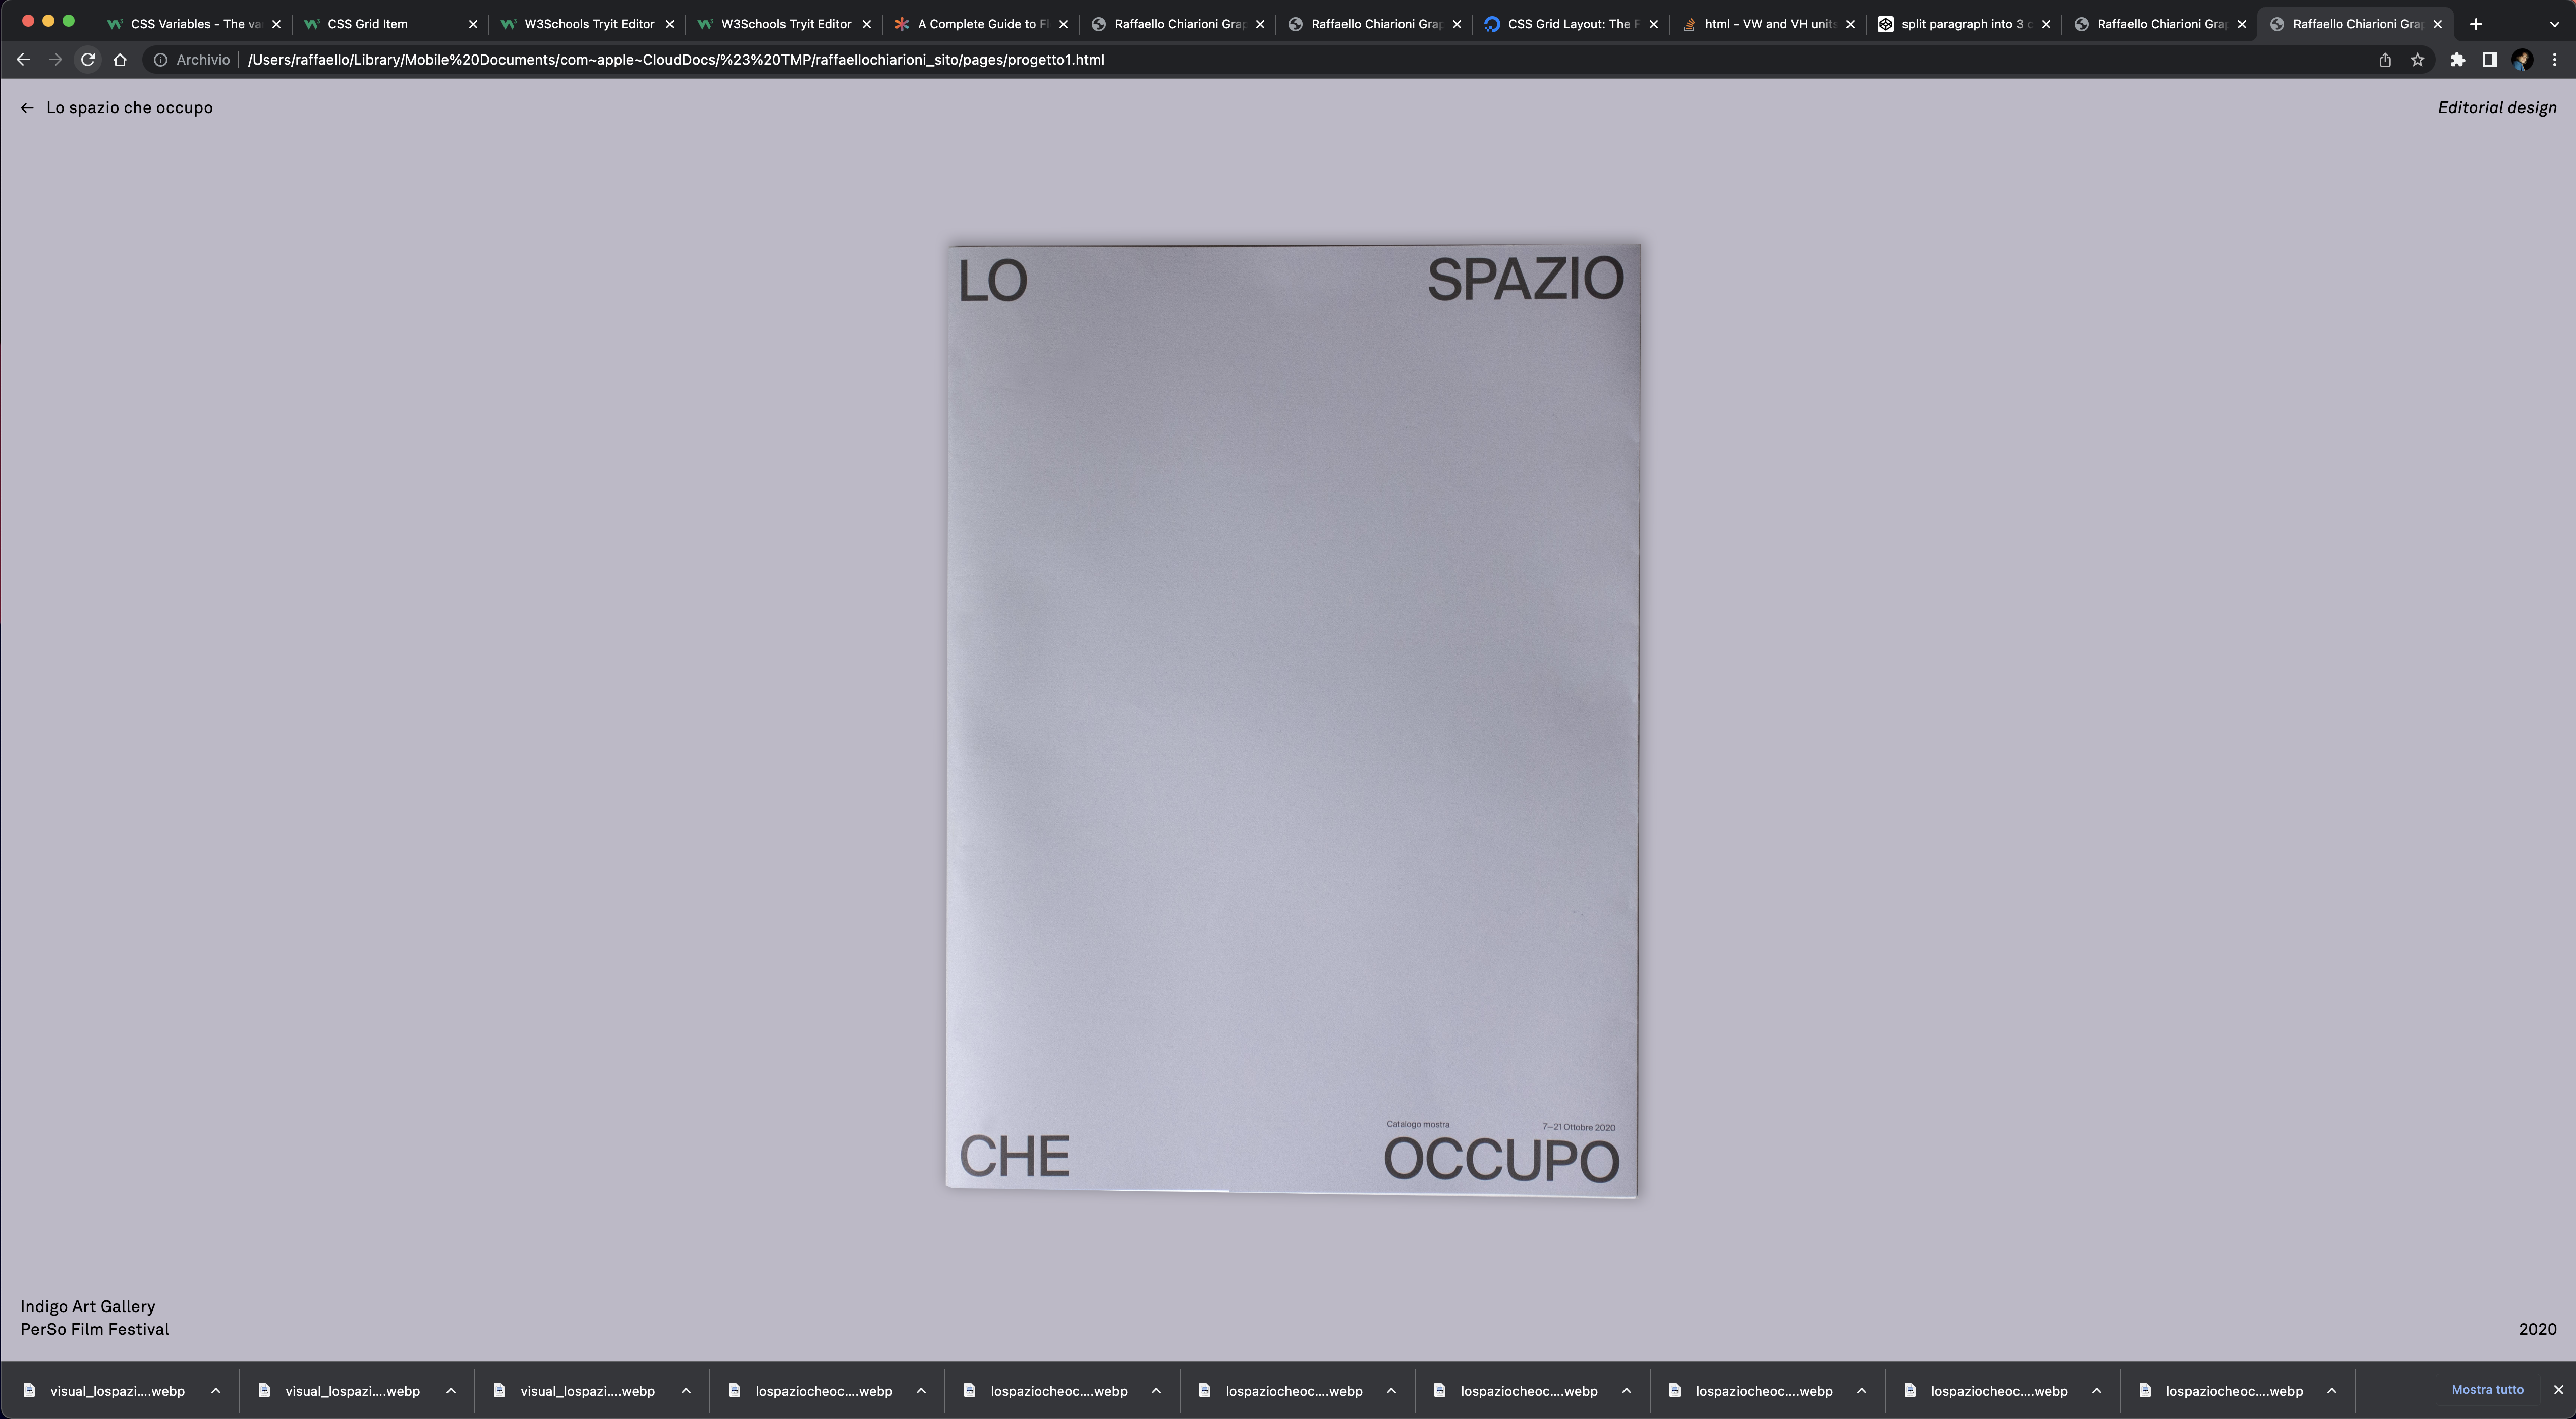 CSS Variables - The va
CSS Grid Item
W3Schools Tryit Editor
W3Schools Tryit Editor
A Complete Guide to Fl
Raffaello Chiarioni Grap
Raffaello Chiarioni Grap
CSS Grid Layout: The F
html - VW and VH units
split paragraph into 3 c
Raffaello Chiarioni Grap
Raffaello Chiarioni Grap
Archivio
/Users/raffaello/Library/Mobile%20Documents/com~apple~CloudDocs/%23%20TMP/raffaellochiarioni_sito/pages/progetto1.html
← Lo spazio che occupo
Editorial design
LO SPAZIO
Catalogo mostra 7–21 Ottobre 2020
CHE OCCUPO
Indigo Art Gallery
PerSo Film Festival
2020
visual_lospazi....webp
visual_lospazi....webp
visual_lospazi....webp
lospaziocheoc....webp
lospaziocheoc....webp
lospaziocheoc....webp
lospaziocheoc....webp
lospaziocheoc....webp
lospaziocheoc....webp
lospaziocheoc....webp
Mostra tutto